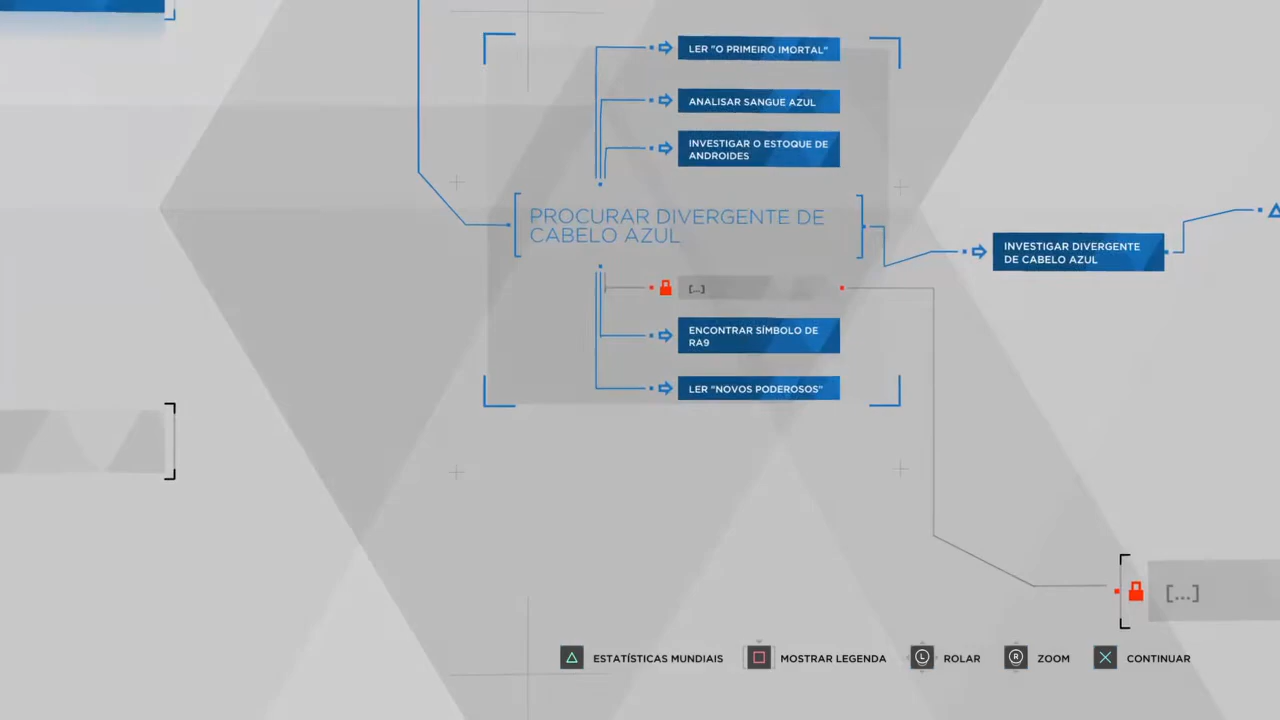 LER "O PRIMEIRO IMORTAL"
ANALISAR SANGUE AZUL
INVESTIGAR O ESTOQUE DE
ANDROIDES
PROCURAR DIVERGENTE DE
CABELO AZUL
INVESTIGAR DIVERGENTE
DE CABELO AZUL
[...]
ENCONTRAR SÍMBOLO DE
RA9
LER "NOVOS PODEROSOS"
[...]
ESTATÍSTICAS MUNDIAIS
MOSTRAR LEGENDA
L ROLAR
R ZOOM
CONTINUAR